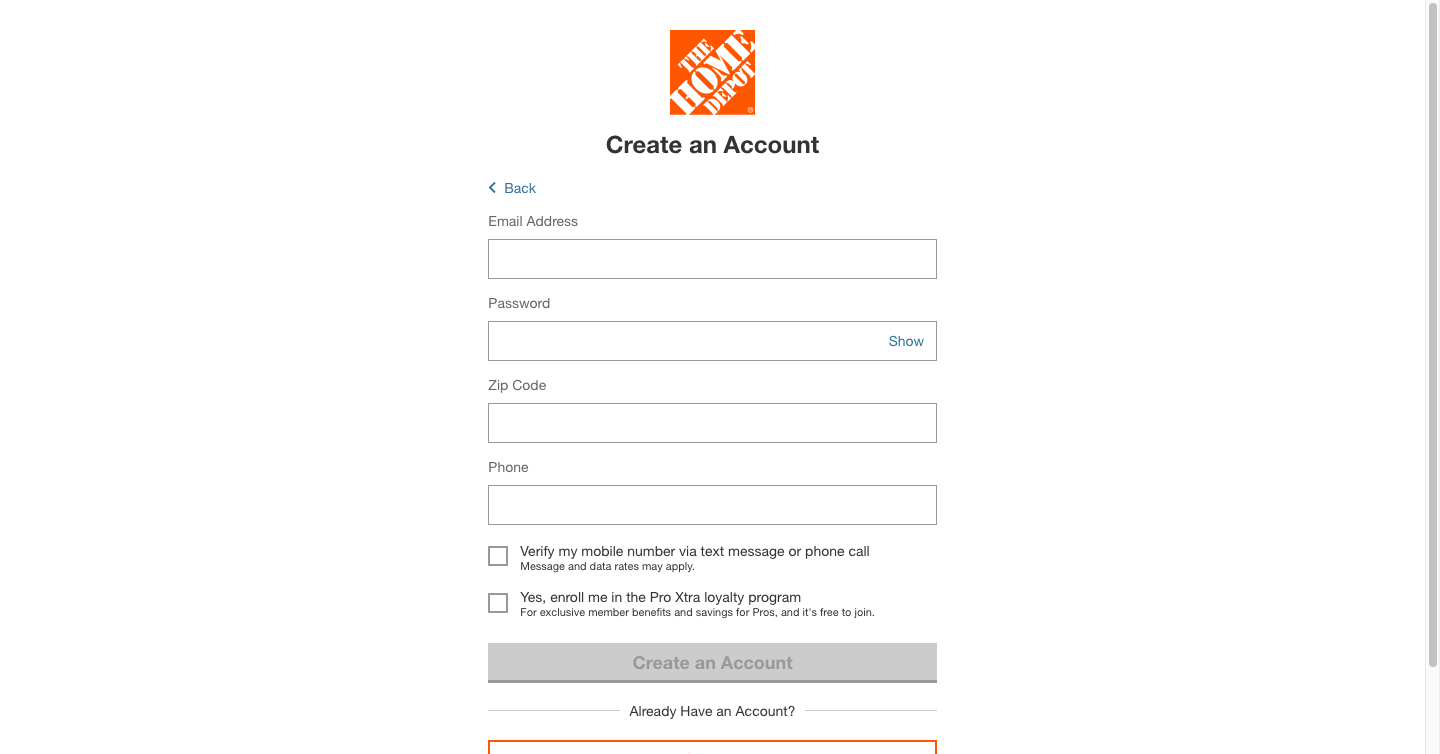 THE
HOME
DEPOT
®
Create an Account
Back
Email Address
Password
Show
Zip Code
Phone
Verify my mobile number via text message or phone call
Message and data rates may apply.
Yes, enroll me in the Pro Xtra loyalty program
For exclusive member benefits and savings for Pros, and it's free to join.
Create an Account
Already Have an Account?